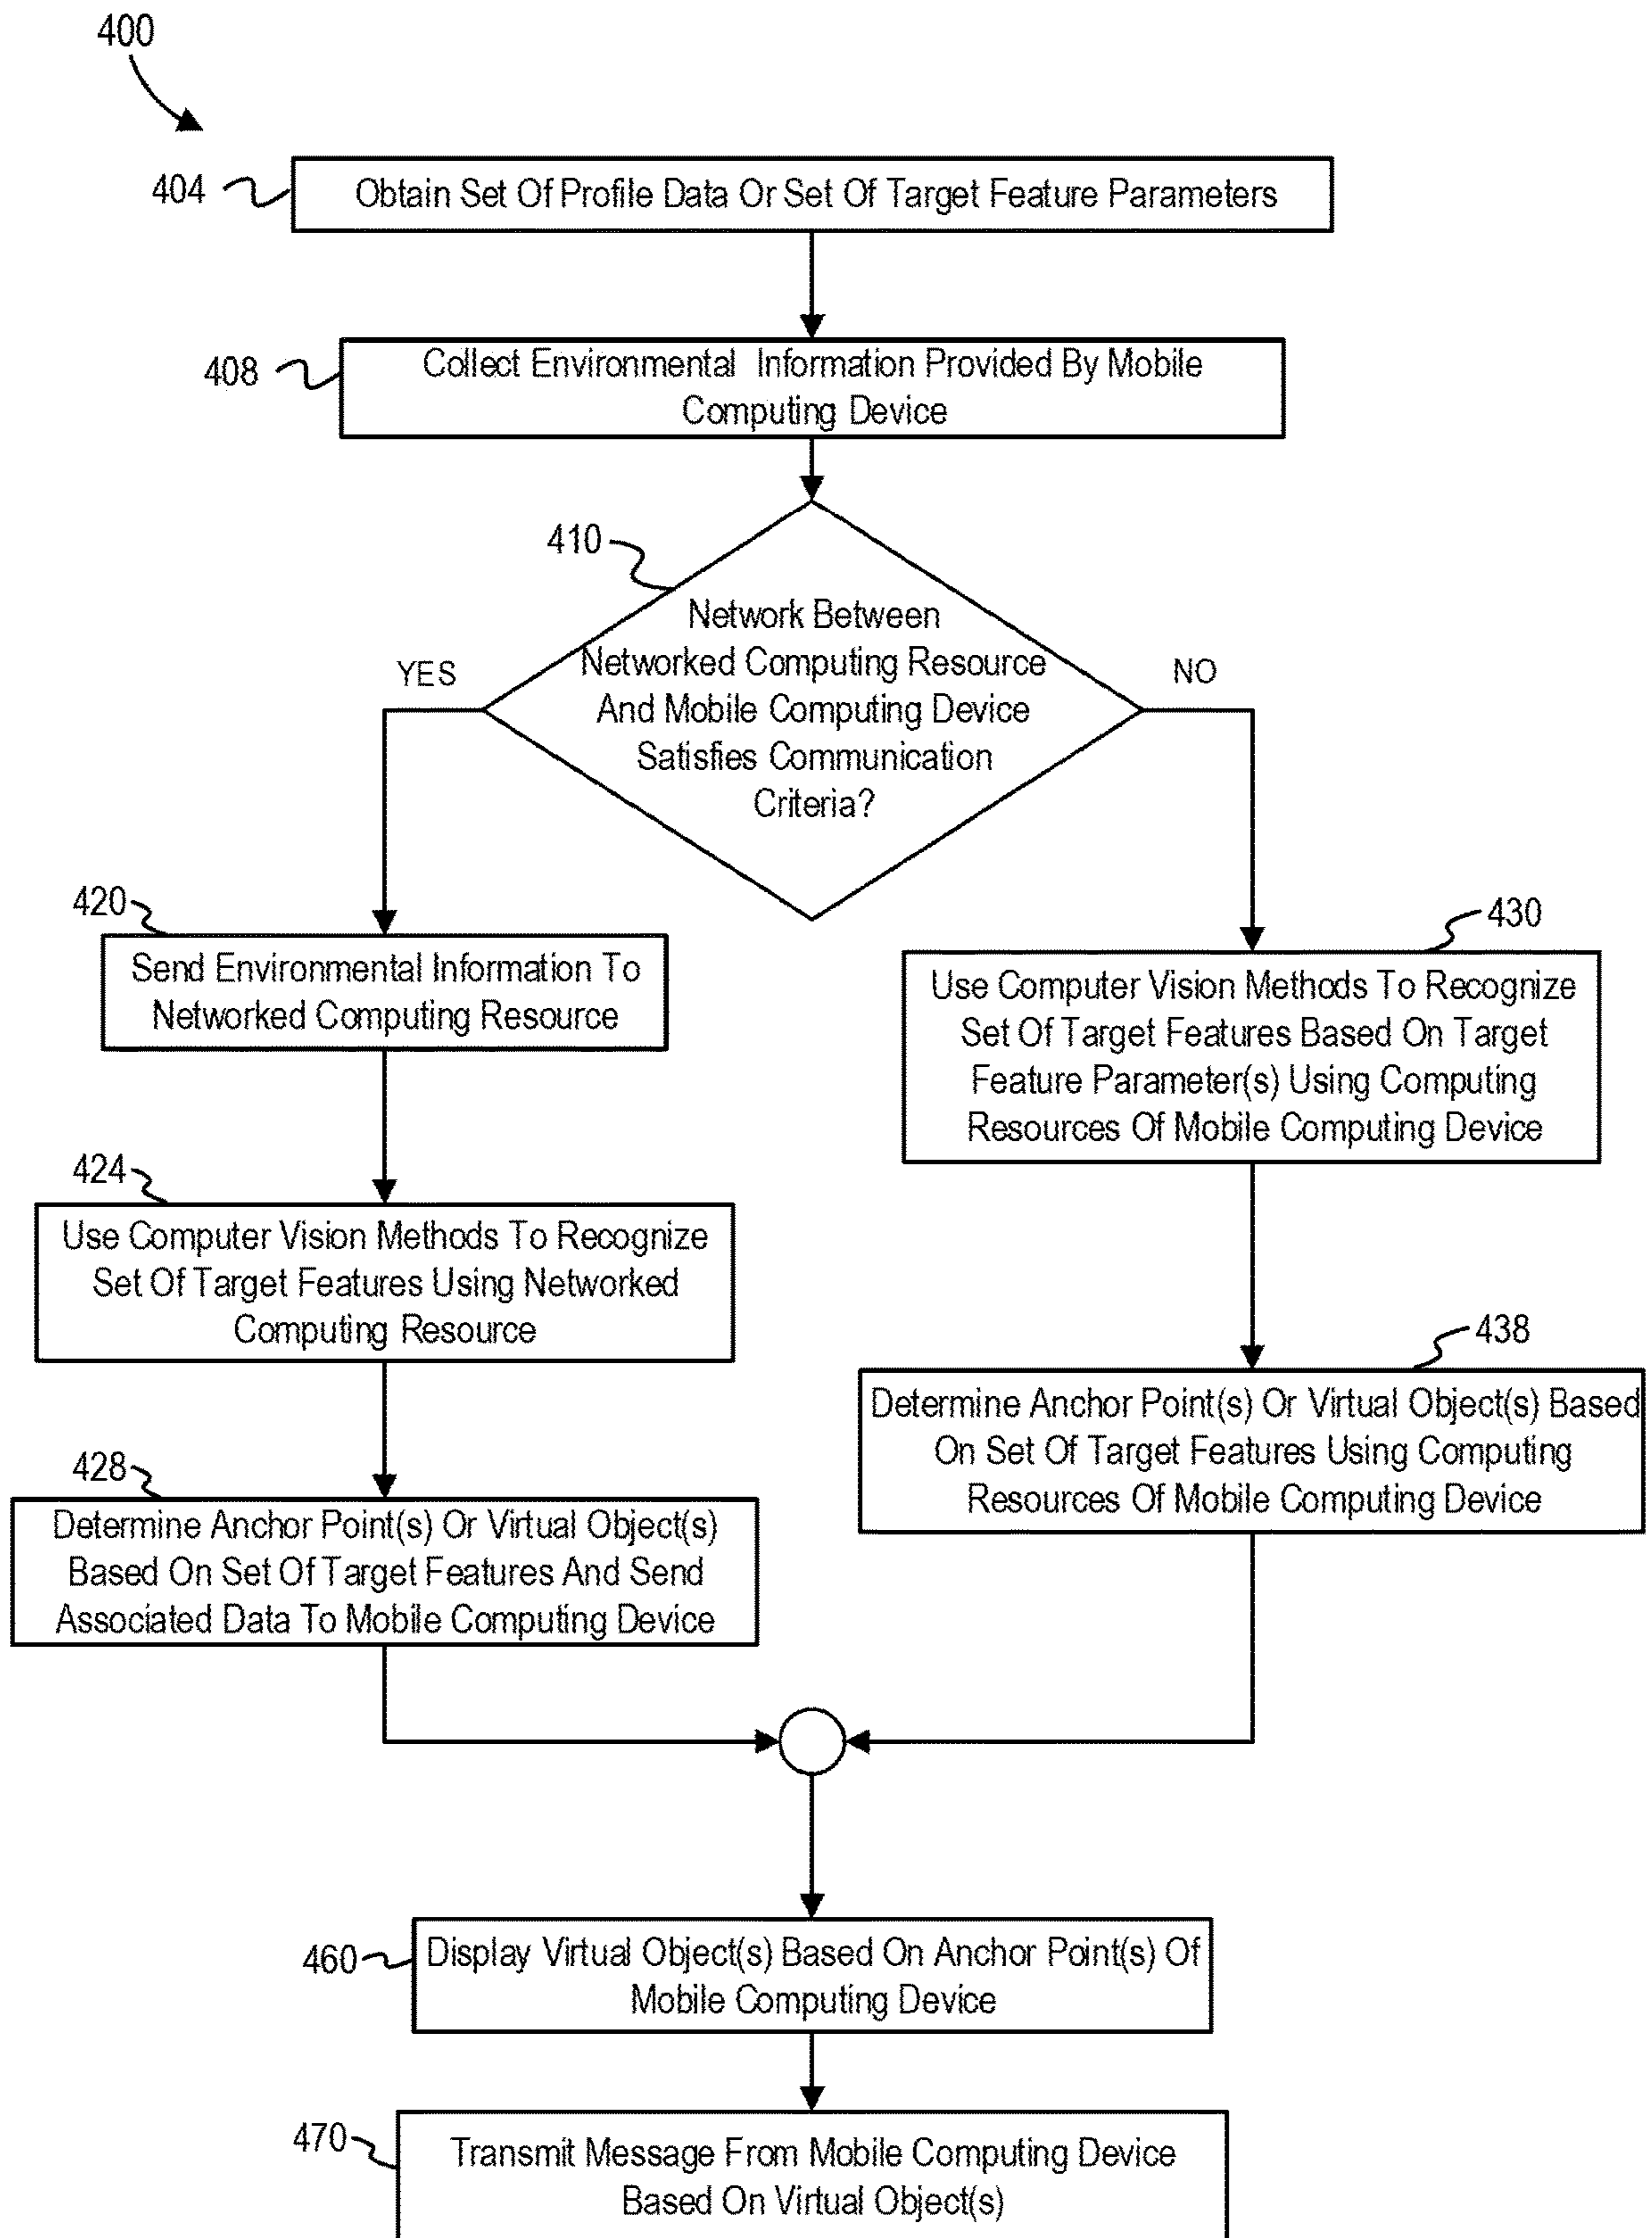 400
404
Obtain Set Of Profile Data Or Set Of Target Feature Parameters
408
Collect Environmental Information Provided By Mobile
Computing Device
410
Network Between
Networked Computing Resource
And Mobile Computing Device
Satisfies Communication
Criteria?
YES
NO
420
Send Environmental Information To
Networked Computing Resource
424
Use Computer Vision Methods To Recognize
Set Of Target Features Using Networked
Computing Resource
428
Determine Anchor Point(s) Or Virtual Object(s)
Based On Set Of Target Features And Send
Associated Data To Mobile Computing Device
430
Use Computer Vision Methods To Recognize
Set Of Target Features Based On Target
Feature Parameter(s) Using Computing
Resources Of Mobile Computing Device
438
Determine Anchor Point(s) Or Virtual Object(s) Based
On Set Of Target Features Using Computing
Resources Of Mobile Computing Device
460
Display Virtual Object(s) Based On Anchor Point(s) Of
Mobile Computing Device
470
Transmit Message From Mobile Computing Device
Based On Virtual Object(s)